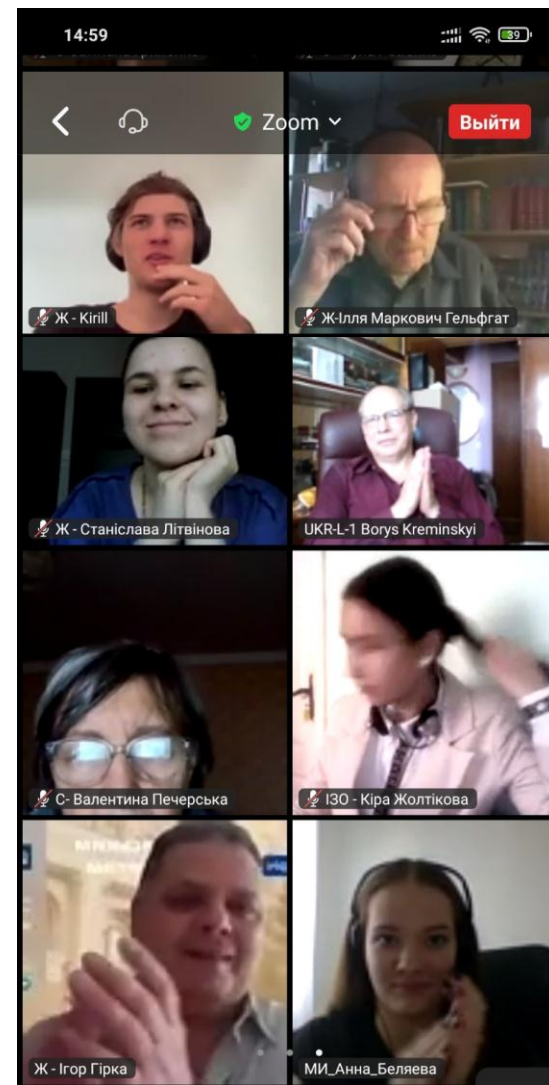 14:59
39
Zoom
Выйти
Ж - Kirill
Ж-Ілля Маркович Гельфгат
Ж - Станіслава Літвінова
UKR-L-1 Borys Kreminskyi
С- Валентина Печерська
ІЗО - Кіра Жолтікова
Ж - Ігор Гірка
МИ_Анна_Беляева